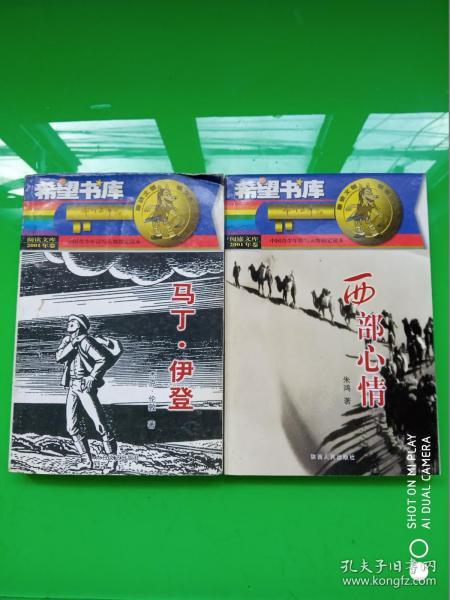 希望书库
阅读文库
2001年卷
马丁·伊登
伦敦 著
希望书库
阅读文库
2001年卷
西部心情
朱鸿 著
陕西人民出版社
SHOT ON MI PLAY
AI DUAL CAMERA
孔夫子旧书网
www.kongfz.com